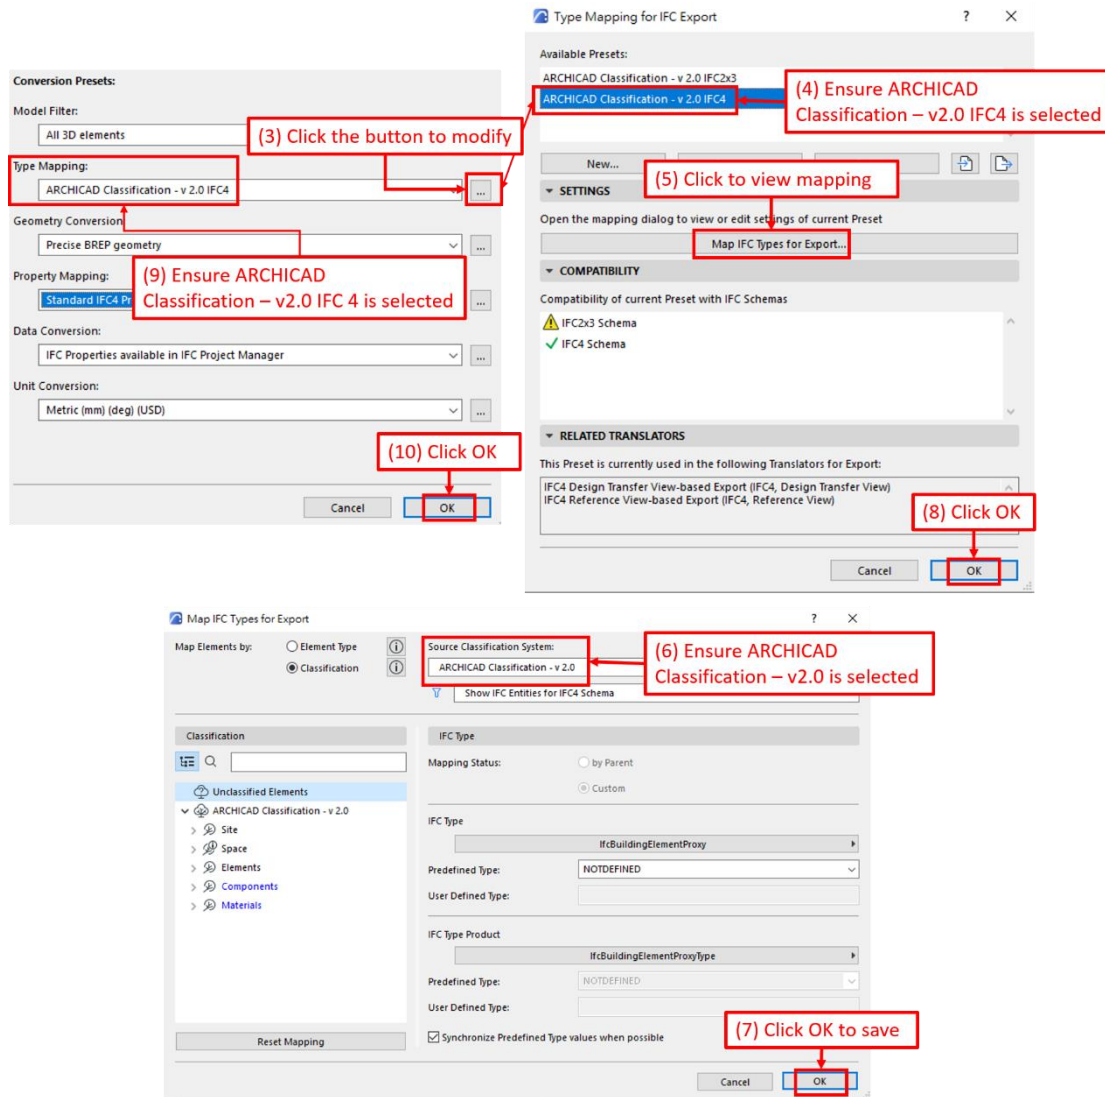 Conversion Presets:
Model Filter:
All 3D elements
(3) Click the button to modify
Type Mapping:
ARCHICAD Classification - v 2.0 IFC4
...
Geometry Conversion
Precise BREP geometry
...
(9) Ensure ARCHICAD
Classification – v2.0 IFC 4 is selected
Property Mapping:
Standard IFC4 Pr
...
Data Conversion:
IFC Properties available in IFC Project Manager
...
Unit Conversion:
Metric (mm) (deg) (USD)
...
(10) Click OK
Cancel
OK
Type Mapping for IFC Export
?
Available Presets:
ARCHICAD Classification - v 2.0 IFC2x3
ARCHICAD Classification - v 2.0 IFC4
(4) Ensure ARCHICAD
Classification – v2.0 IFC4 is selected
New...
(5) Click to view mapping
SETTINGS
Open the mapping dialog to view or edit settings of current Preset
Map IFC Types for Export...
COMPATIBILITY
Compatibility of current Preset with IFC Schemas
IFC2x3 Schema
IFC4 Schema
RELATED TRANSLATORS
This Preset is currently used in the following Translators for Export:
IFC4 Design Transfer View-based Export (IFC4, Design Transfer View)
IFC4 Reference View-based Export (IFC4, Reference View)
(8) Click OK
Cancel
OK
Map IFC Types for Export
?
Map Elements by:
Element Type
Classification
Source Classification System:
ARCHICAD Classification - v 2.0
Show IFC Entities for IFC4 Schema
(6) Ensure ARCHICAD
Classification – v2.0 is selected
Classification
Unclassified Elements
ARCHICAD Classification - v 2.0
Site
Space
Elements
Components
Materials
Reset Mapping
IFC Type
Mapping Status:
by Parent
Custom
IFC Type
IfcBuildingElementProxy
Predefined Type:
NOTDEFINED
User Defined Type:
IFC Type Product
IfcBuildingElementProxyType
Predefined Type:
NOTDEFINED
User Defined Type:
Synchronize Predefined Type values when possible
(7) Click OK to save
Cancel
OK